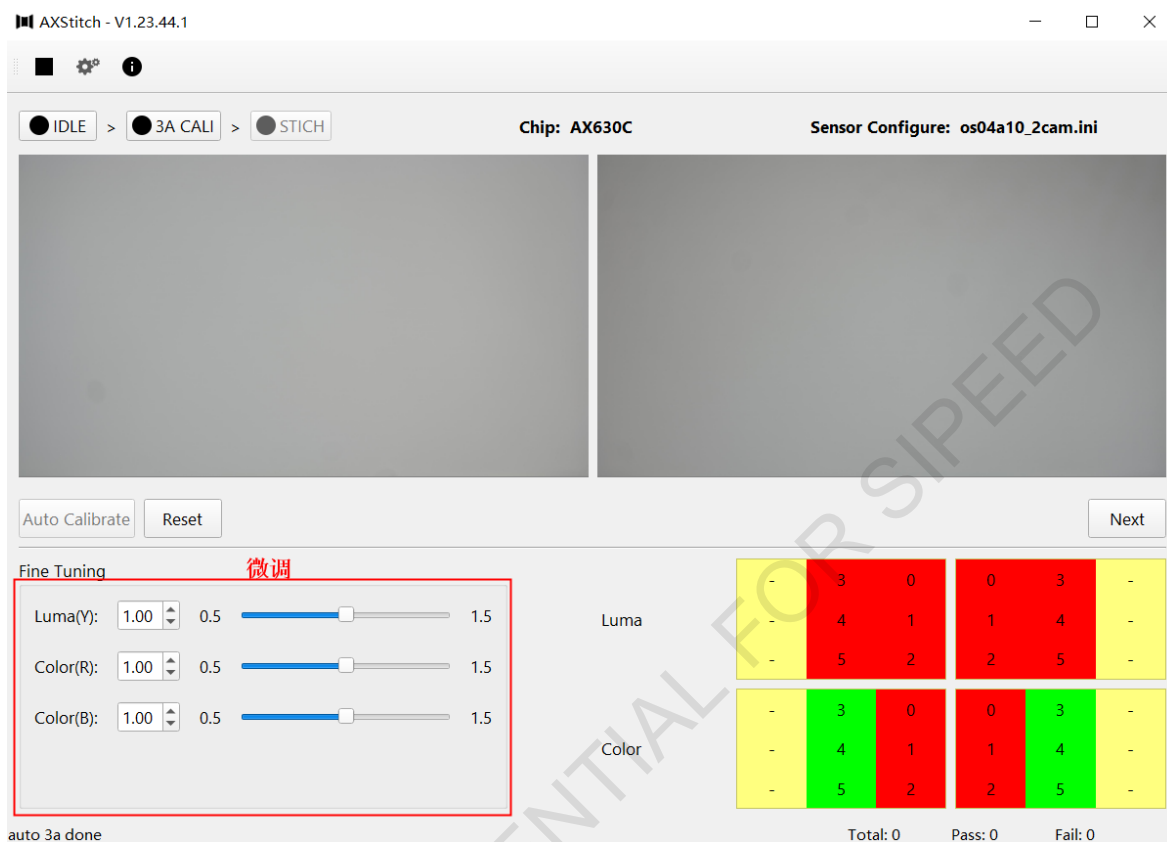 AXStitch - V1.23.44.1
IDLE > 3A CALI > STICH
Chip: AX630C
Sensor Configure: os04a10_2cam.ini
Auto Calibrate
Reset
Next
Fine Tuning
微调
Luma(Y): 1.00 0.5 1.5
Color(R): 1.00 0.5 1.5
Color(B): 1.00 0.5 1.5
Luma
- 3 0 0 3 -
- 4 1 1 4 -
- 5 2 2 5 -
Color
- 3 0 0 3 -
- 4 1 1 4 -
- 5 2 2 5 -
auto 3a done
Total: 0 Pass: 0 Fail: 0
ENTIAL FOR SIPEED